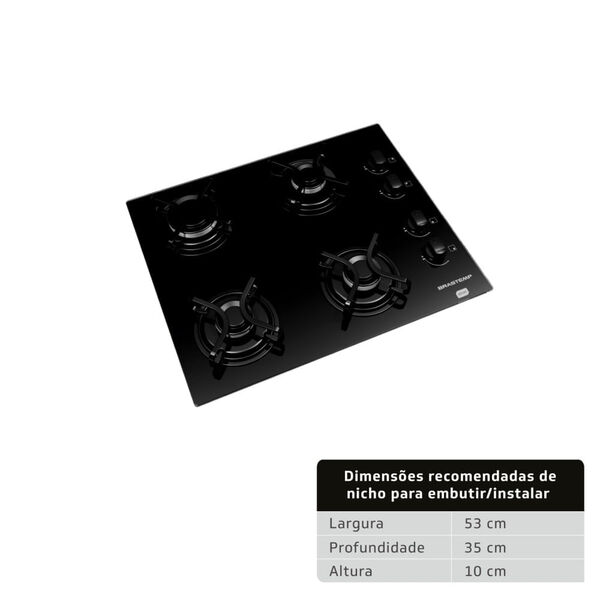 BRASTEMP
Dimensões recomendadas de
nicho para embutir/instalar
Largura 53 cm
Profundidade 35 cm
Altura 10 cm